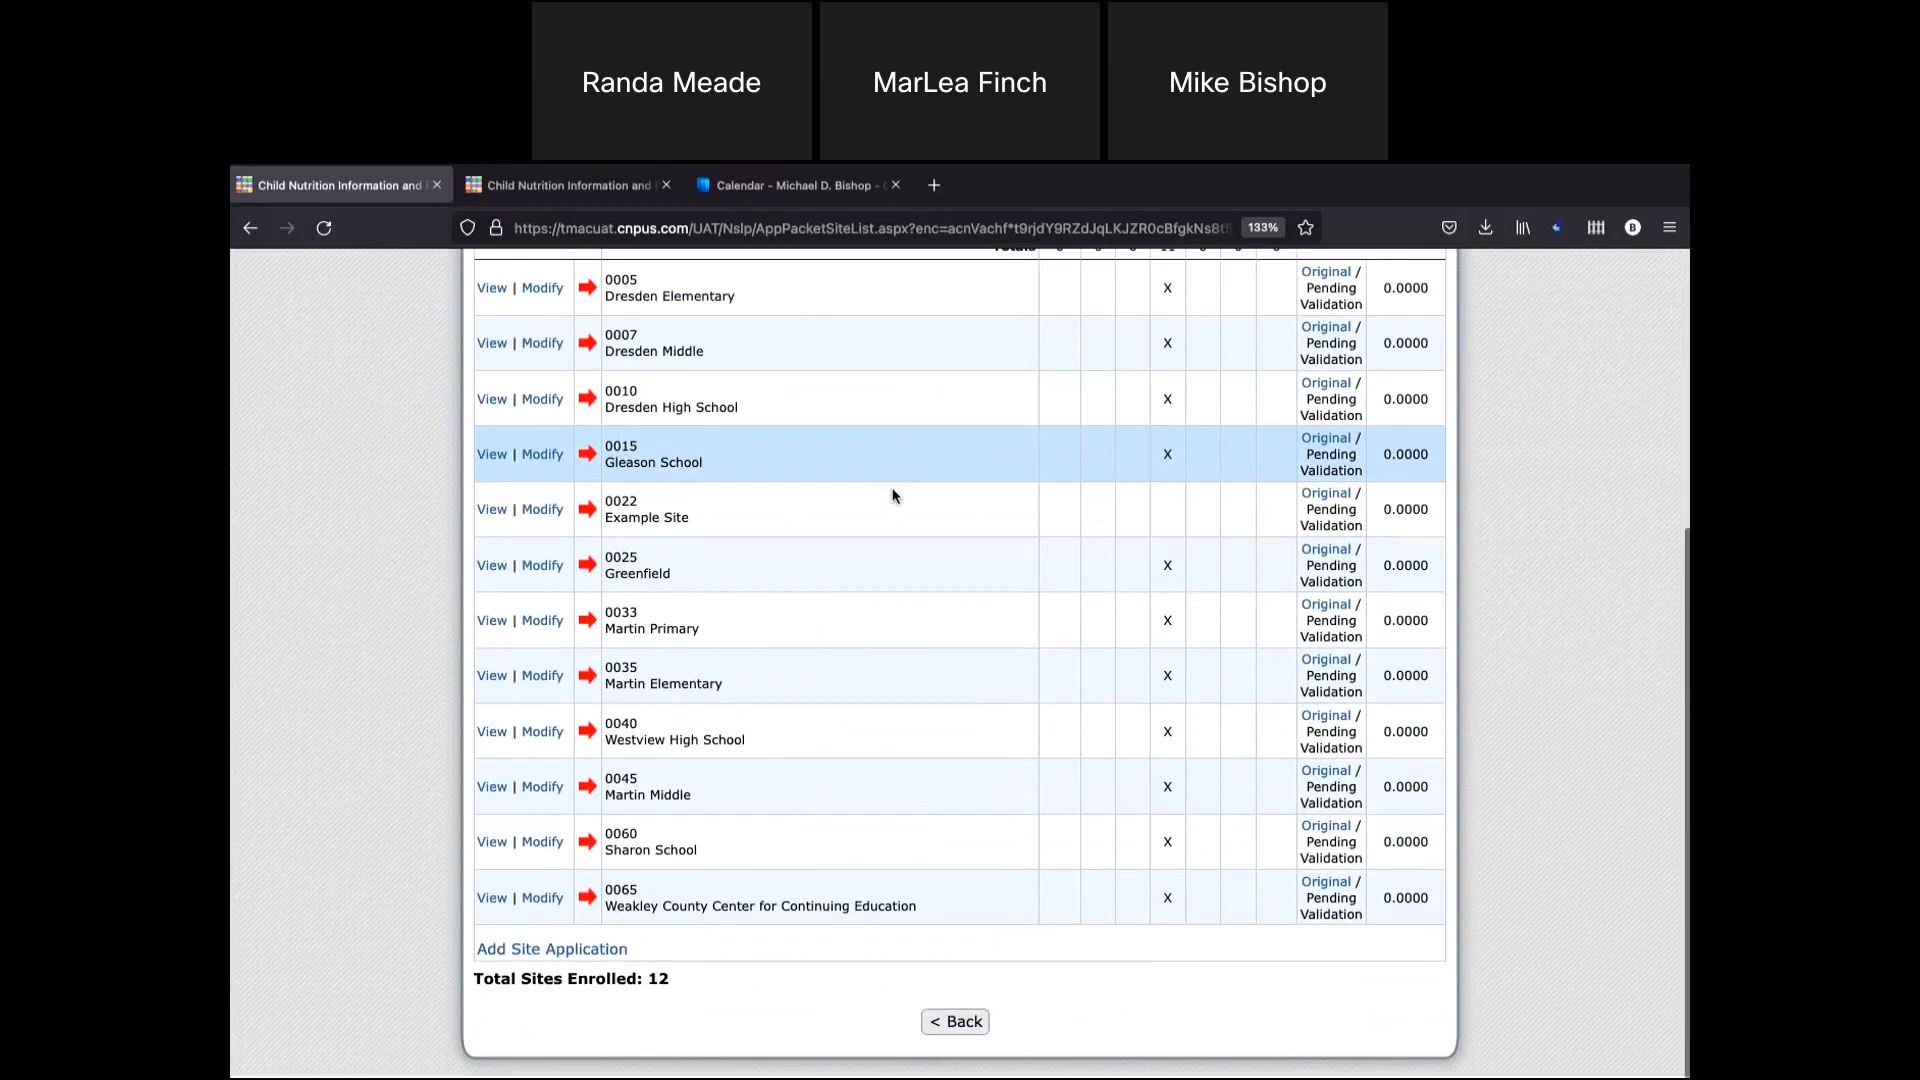 Randa Meade
MarLea Finch
Mike Bishop
Child Nutrition Information and
Child Nutrition Information and
Calendar - Michael D. Bishop -
https://tmacuat.cnpus.com/UAT/Nslp/AppPacketSiteList.aspx?enc=acnVachf*t9rjdY9RZdJqLKJZR0cBfgkNs8t
133%
B
Totals
View | Modify
0005
Dresden Elementary
X
Original /
Pending
Validation
0.0000
View | Modify
0007
Dresden Middle
X
Original /
Pending
Validation
0.0000
View | Modify
0010
Dresden High School
X
Original /
Pending
Validation
0.0000
View | Modify
0015
Gleason School
X
Original /
Pending
Validation
0.0000
View | Modify
0022
Example Site
Original /
Pending
Validation
0.0000
View | Modify
0025
Greenfield
X
Original /
Pending
Validation
0.0000
View | Modify
0033
Martin Primary
X
Original /
Pending
Validation
0.0000
View | Modify
0035
Martin Elementary
X
Original /
Pending
Validation
0.0000
View | Modify
0040
Westview High School
X
Original /
Pending
Validation
0.0000
View | Modify
0045
Martin Middle
X
Original /
Pending
Validation
0.0000
View | Modify
0060
Sharon School
X
Original /
Pending
Validation
0.0000
View | Modify
0065
Weakley County Center for Continuing Education
X
Original /
Pending
Validation
0.0000
Add Site Application
Total Sites Enrolled: 12
< Back